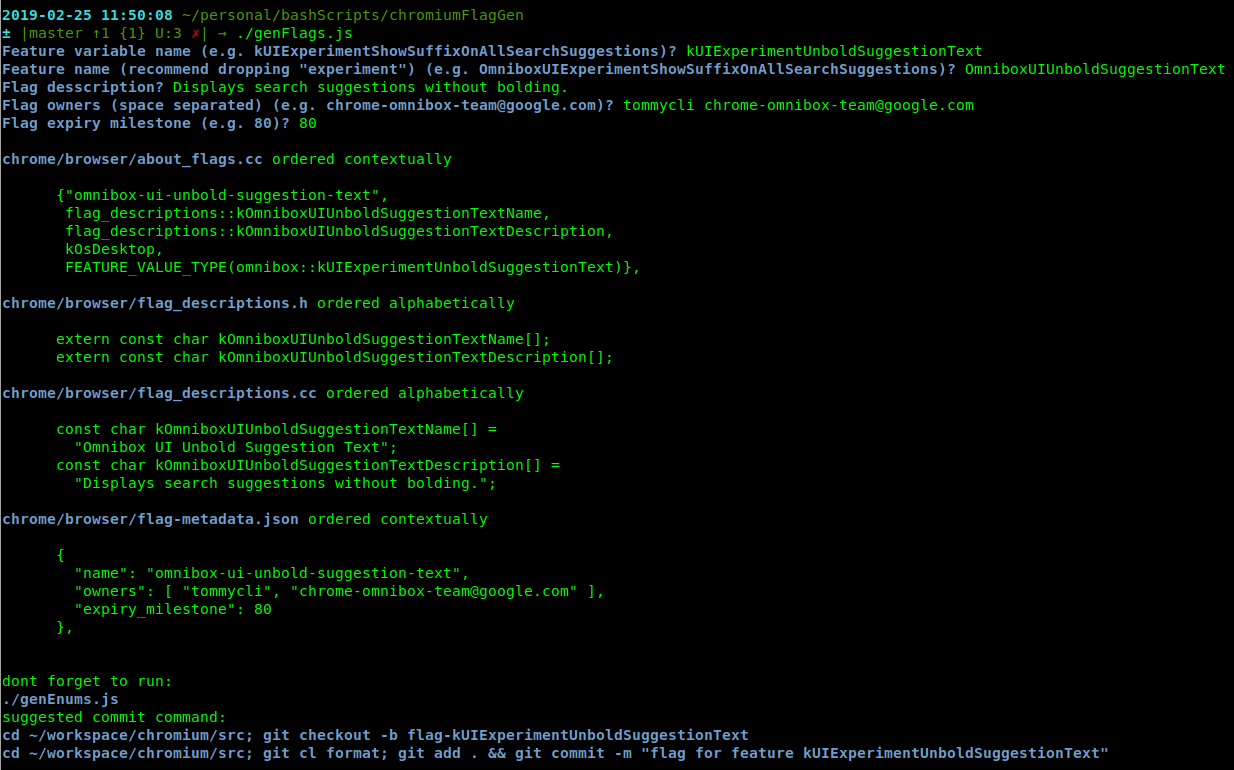 2019-02-25 11:50:08 ~/personal/bashScripts/chromiumFlagGen
± |master ↑1 {1} U:3 ✗| → ./genFlags.js
Feature variable name (e.g. kUIExperimentShowSuffixOnAllSearchSuggestions)? kUIExperimentUnboldSuggestionText
Feature name (recommend dropping "experiment") (e.g. OmniboxUIExperimentShowSuffixOnAllSearchSuggestions)? OmniboxUIUnboldSuggestionText
Flag desscription? Displays search suggestions without bolding.
Flag owners (space separated) (e.g. chrome-omnibox-team@google.com)? tommycli chrome-omnibox-team@google.com
Flag expiry milestone (e.g. 80)? 80

chrome/browser/about_flags.cc ordered contextually

      {"omnibox-ui-unbold-suggestion-text",
       flag_descriptions::kOmniboxUIUnboldSuggestionTextName,
       flag_descriptions::kOmniboxUIUnboldSuggestionTextDescription,
       kOsDesktop,
       FEATURE_VALUE_TYPE(omnibox::kUIExperimentUnboldSuggestionText)},

chrome/browser/flag_descriptions.h ordered alphabetically

      extern const char kOmniboxUIUnboldSuggestionTextName[];
      extern const char kOmniboxUIUnboldSuggestionTextDescription[];

chrome/browser/flag_descriptions.cc ordered alphabetically

      const char kOmniboxUIUnboldSuggestionTextName[] =
        "Omnibox UI Unbold Suggestion Text";
      const char kOmniboxUIUnboldSuggestionTextDescription[] =
        "Displays search suggestions without bolding.";

chrome/browser/flag-metadata.json ordered contextually

      {
        "name": "omnibox-ui-unbold-suggestion-text",
        "owners": [ "tommycli", "chrome-omnibox-team@google.com" ],
        "expiry_milestone": 80
      },

dont forget to run:
./genEnums.js
suggested commit command:
cd ~/workspace/chromium/src; git checkout -b flag-kUIExperimentUnboldSuggestionText
cd ~/workspace/chromium/src; git cl format; git add . && git commit -m "flag for feature kUIExperimentUnboldSuggestionText"